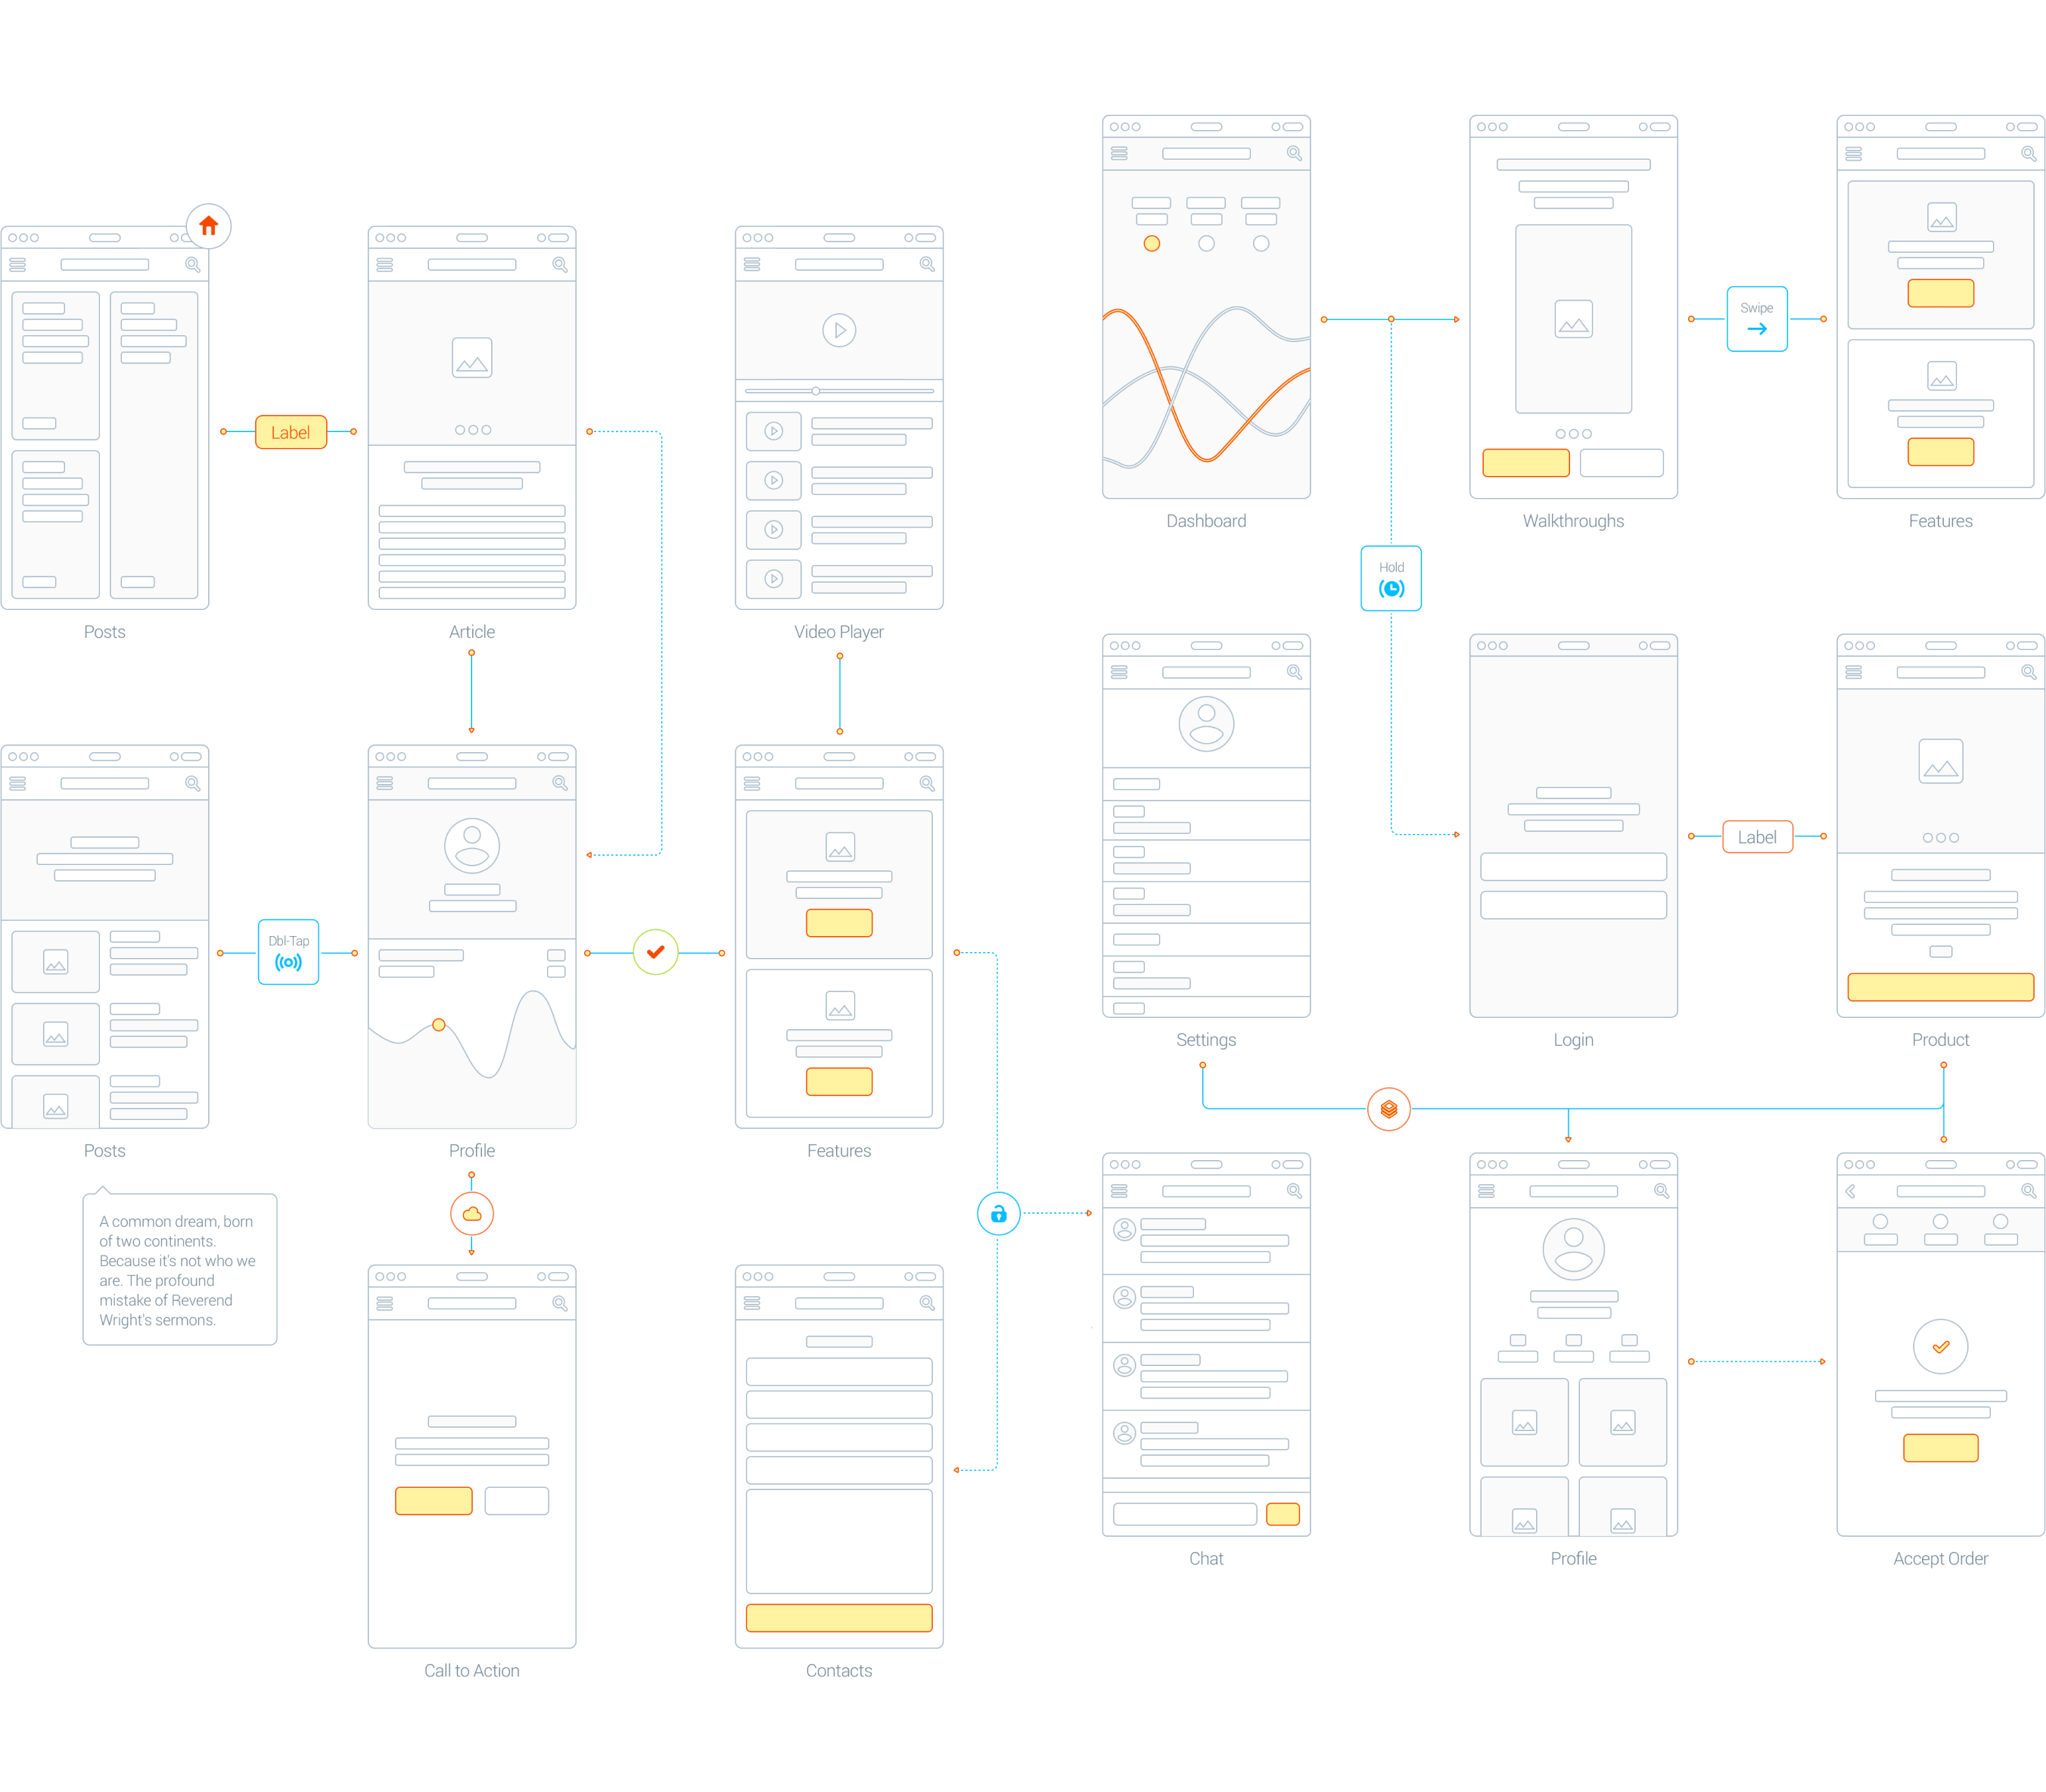 Dashboard
Walkthroughs
Features
Swipe
Label
Posts
Article
Video Player
Hold
Settings
Login
Product
Label
Dbl-Tap
Posts
Profile
Features
A common dream, born
of two continents.
Because it's not who we
are. The profound
mistake of Reverend
Wright's sermons.
Chat
Profile
Accept Order
Call to Action
Contacts